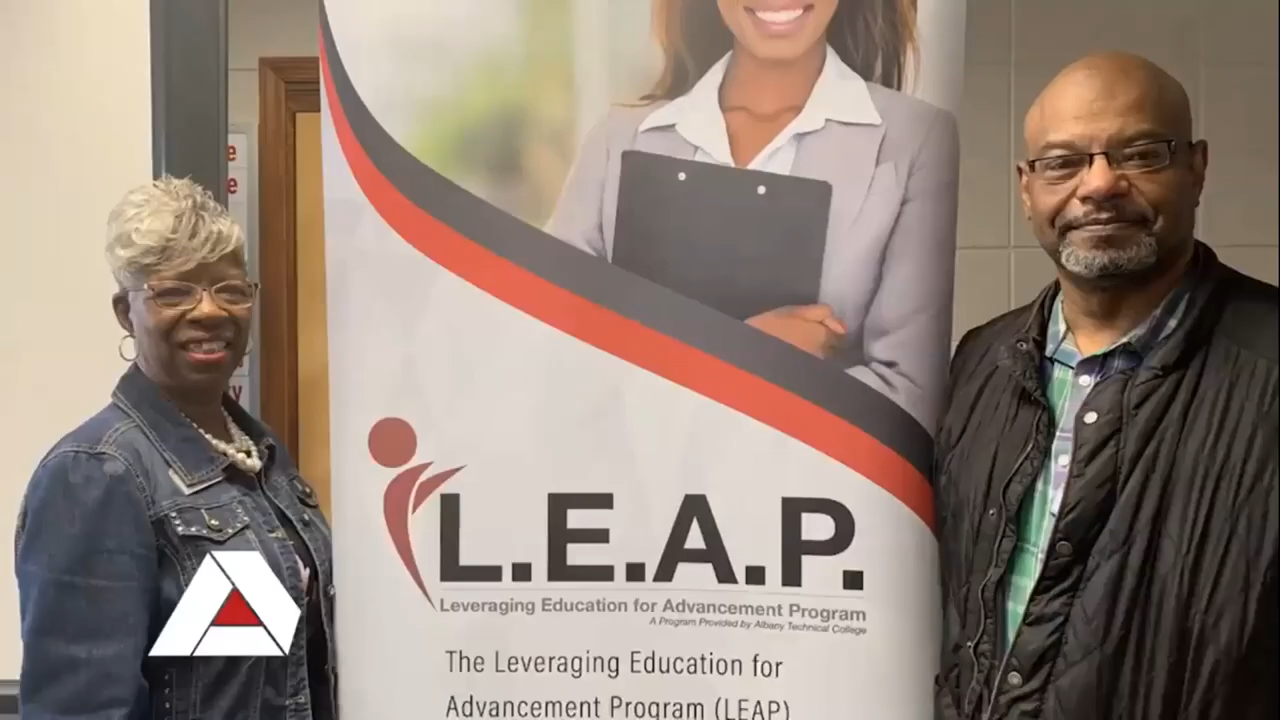 e
e
y
L.E.A.P.
Leveraging Education for Advancement Program
A Program Provided by Albany Technical College
The Leveraging Education for
Advancement Program (LEAP)